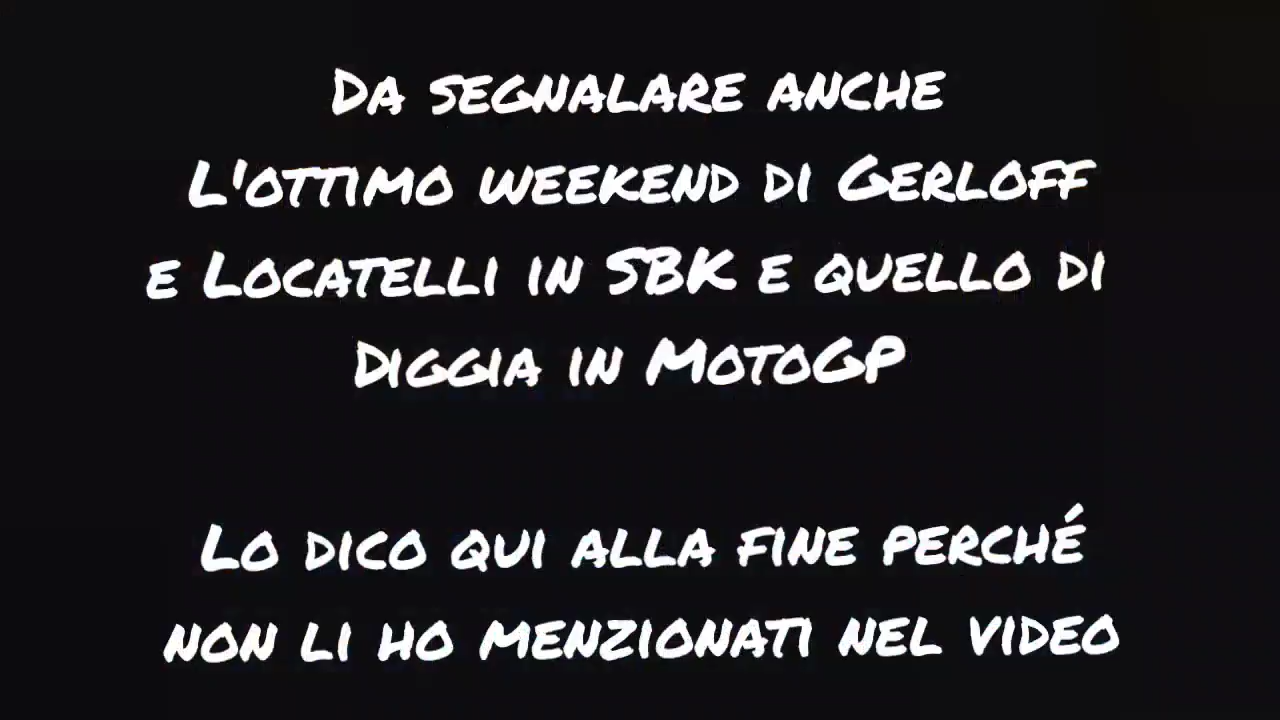 Da segnalare anche
l'ottimo weekend di Gerloff
e Locatelli in SBK e quello di
Diggia in MotoGP
Lo dico qui alla fine perché
non li ho menzionati nel video